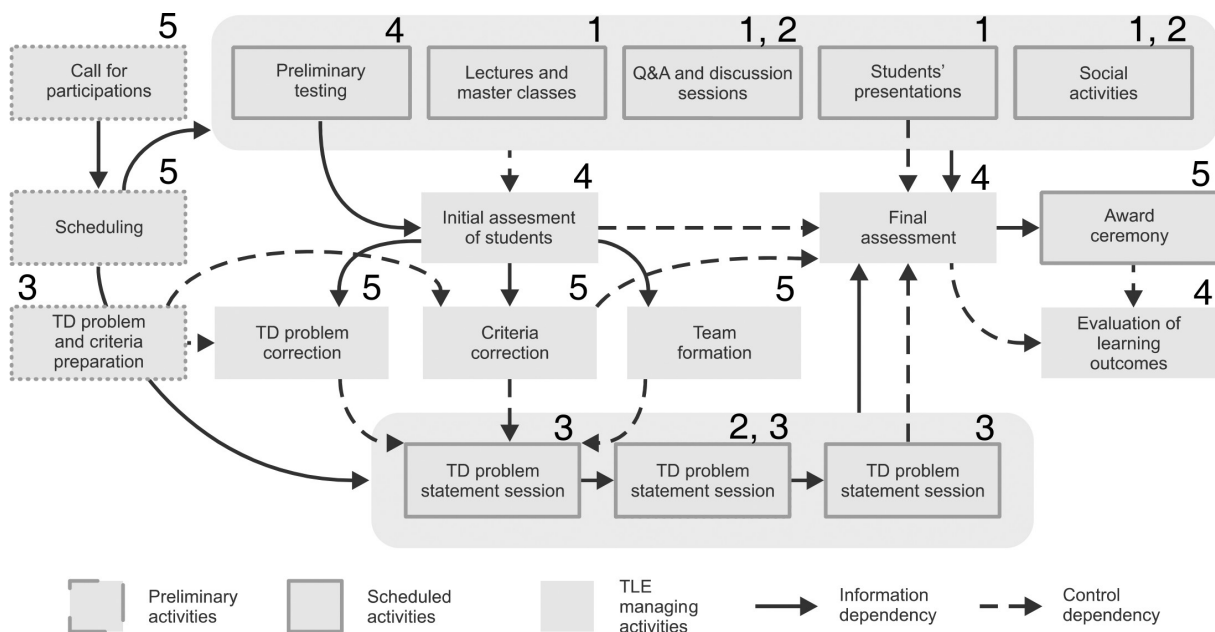 5
Call for
participations
4
Preliminary
testing
1
Lectures and
master classes
1, 2
Q&A and discussion
sessions
1
Students’
presentations
1, 2
Social
activities
5
Scheduling
4
Initial assesment
of students
4
Final
assessment
5
Award
ceremony
3
TD problem
and criteria
preparation
5
TD problem
correction
5
Criteria
correction
5
Team
formation
4
Evaluation of
learning
outcomes
3
TD problem
statement session
2, 3
TD problem
statement session
3
TD problem
statement session
Preliminary
activities
Scheduled
activities
TLE
managing
activities
Information
dependency
Control
dependency